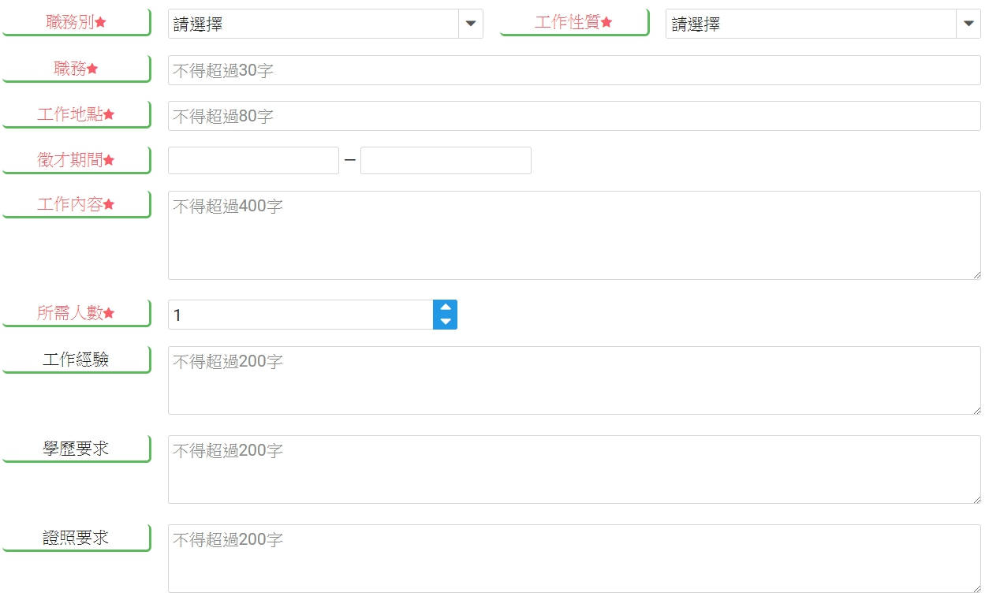 職務別★ 請選擇 工作性質★ 請選擇
職務★ 不得超過30字
工作地點★ 不得超過80字
徵才期間★ –
工作內容★ 不得超過400字
所需人數★ 1
工作經驗 不得超過200字
學歷要求 不得超過200字
證照要求 不得超過200字